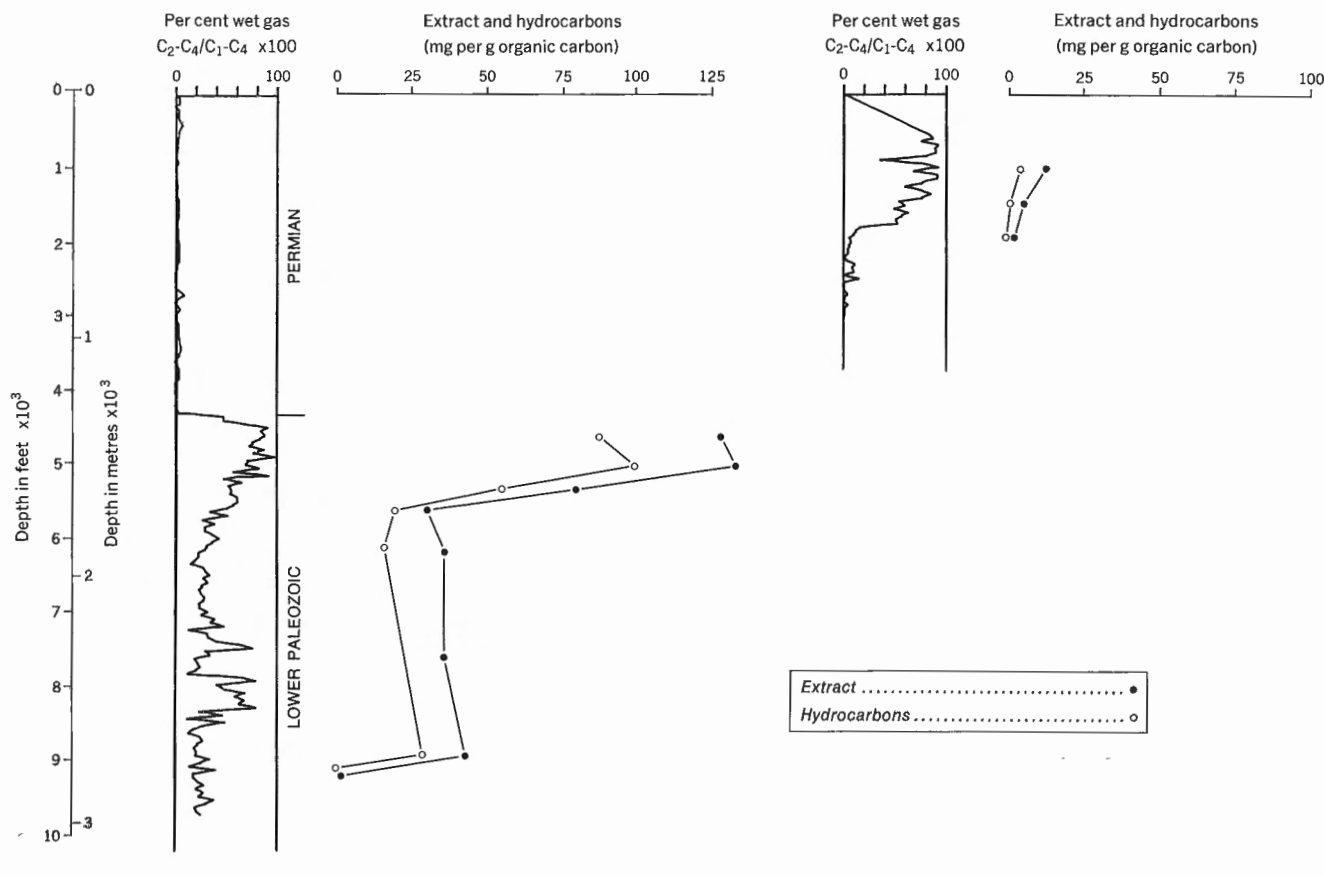 Per cent wet gas
C₂-C₄/C₁-C₄ x100
0 100
Extract and hydrocarbons
(mg per g organic carbon)
0 25 50 75 100 125
Per cent wet gas
C₂-C₄/C₁-C₄ x100
0 100
Extract and hydrocarbons
(mg per g organic carbon)
0 25 50 75 100
Depth in feet x10³
0
1
2
3
4
5
6
7
8
9
10
Depth in metres x10³
0
1
2
3
PERMIAN
LOWER PALEOZOIC
Extract ........................................ ●
Hydrocarbons ................................ ○